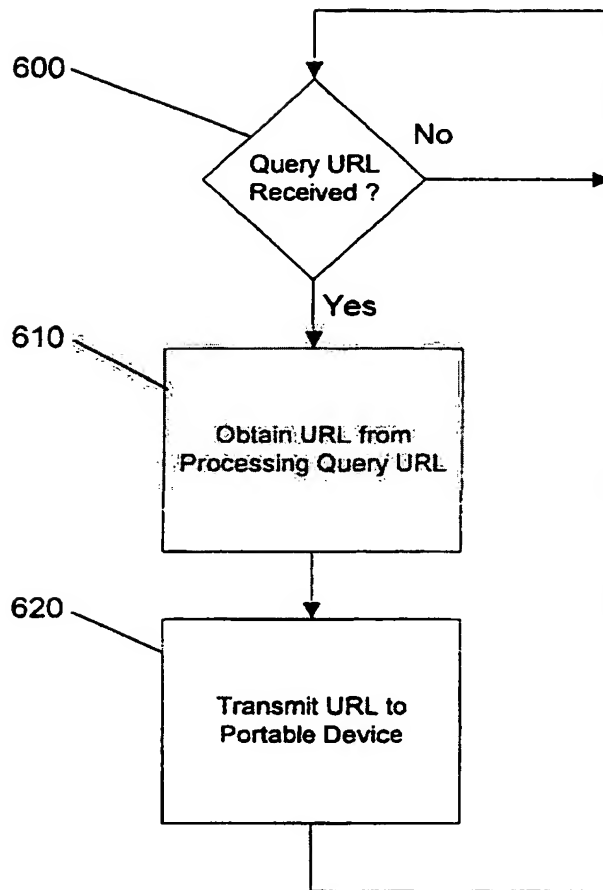 600
No
Query URL
Received ?
Yes
610
Obtain URL from
Processing Query URL
620
Transmit URL to
Portable Device